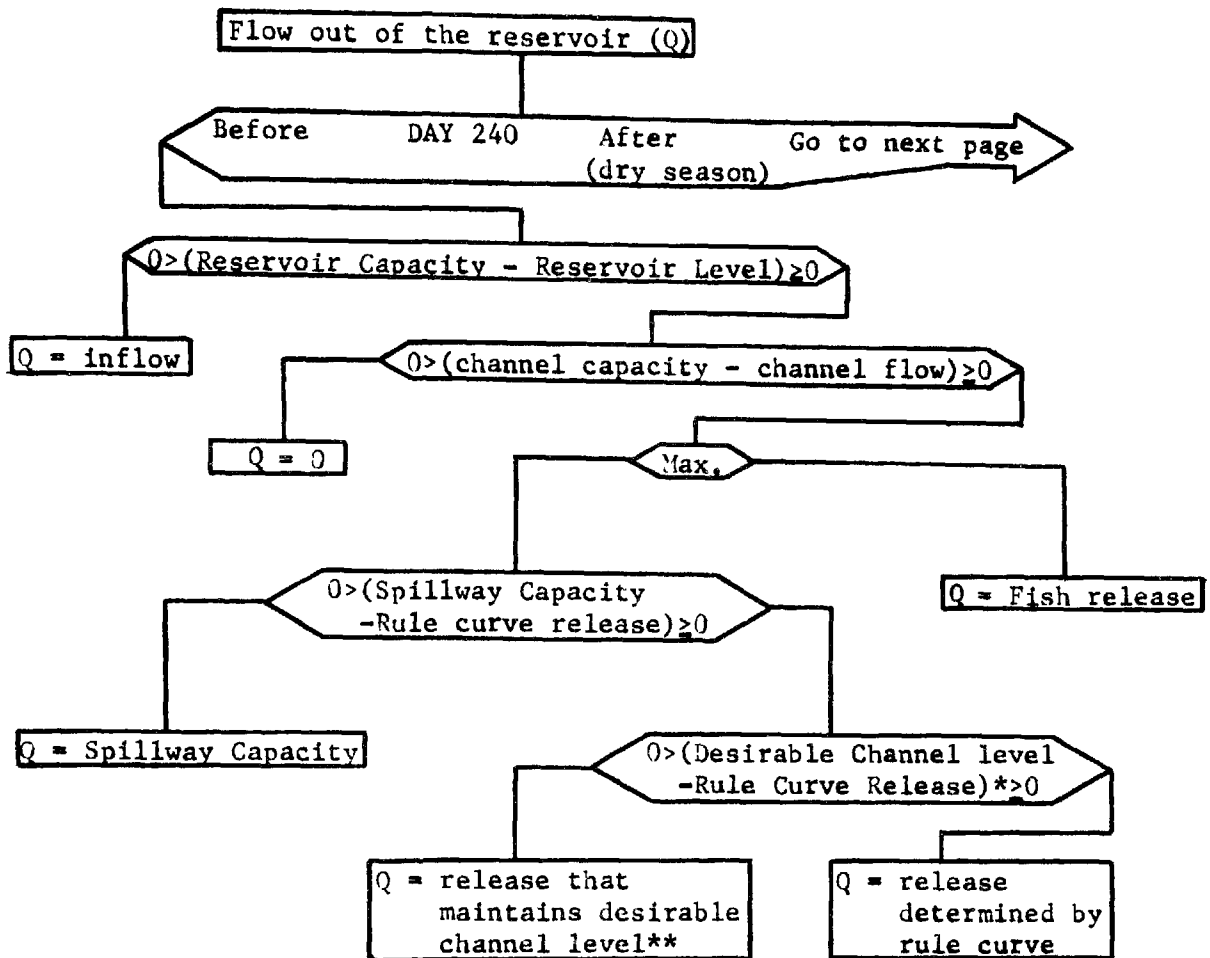 Flow out of the reservoir (Q)
Before DAY 240 After Go to next page
(dry season)
0>(Reservoir Capacity - Reservoir Level)≥0
Q = inflow
0>(channel capacity - channel flow)≥0
Q = 0
Max.
0>(Spillway Capacity
-Rule curve release)≥0
Q = Fish release
Q = Spillway Capacity
0>(Desirable Channel level
-Rule Curve Release)*≥0
Q = release that
maintains desirable
channel level**
Q = release
determined by
rule curve